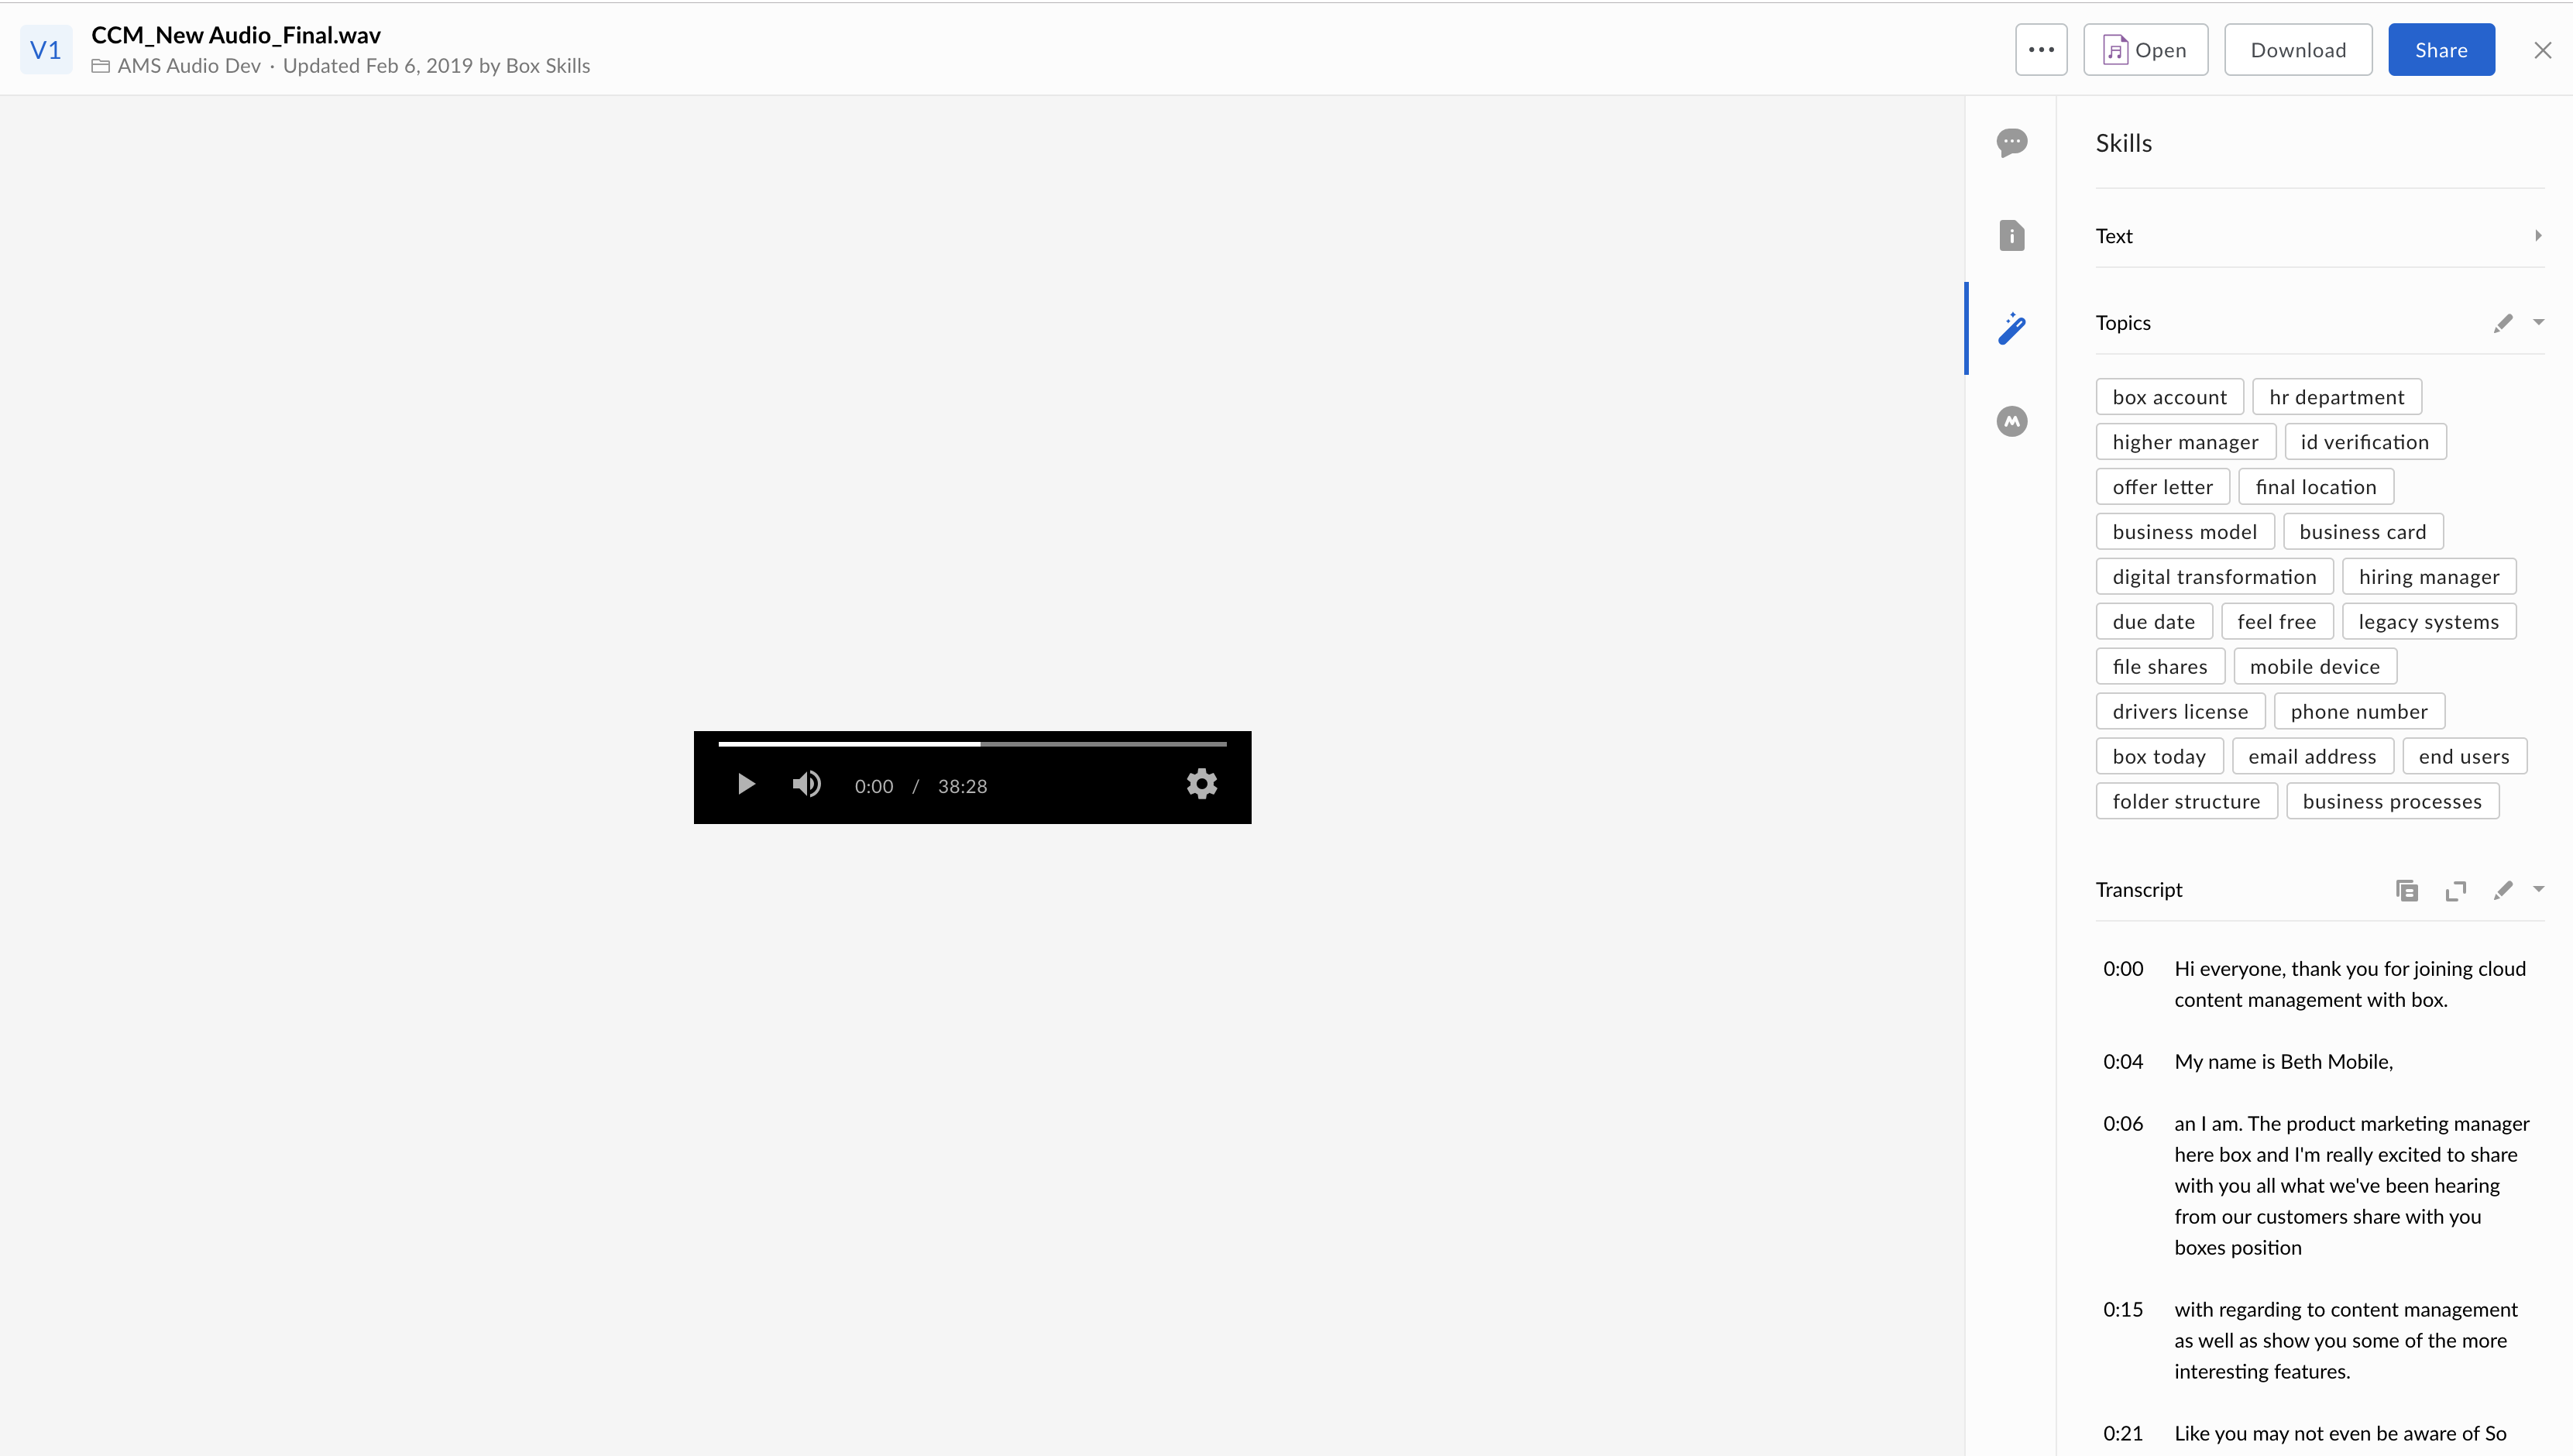 V1
CCM_New Audio_Final.wav
AMS Audio Dev · Updated Feb 6, 2019 by Box Skills
Open
Download
Share
Skills
Text
Topics
box account hr department
higher manager id verification
offer letter final location
business model business card
digital transformation hiring manager
due date feel free legacy systems
file shares mobile device
drivers license phone number
box today email address end users
folder structure business processes
0:00 / 38:28
Transcript
0:00 Hi everyone, thank you for joining cloud
content management with box.
0:04 My name is Beth Mobile,
0:06 an I am. The product marketing manager
here box and I'm really excited to share
with you all what we've been hearing
from our customers share with you
boxes position
0:15 with regarding to content management
as well as show you some of the more
interesting features.
0:21 Like you may not even be aware of So